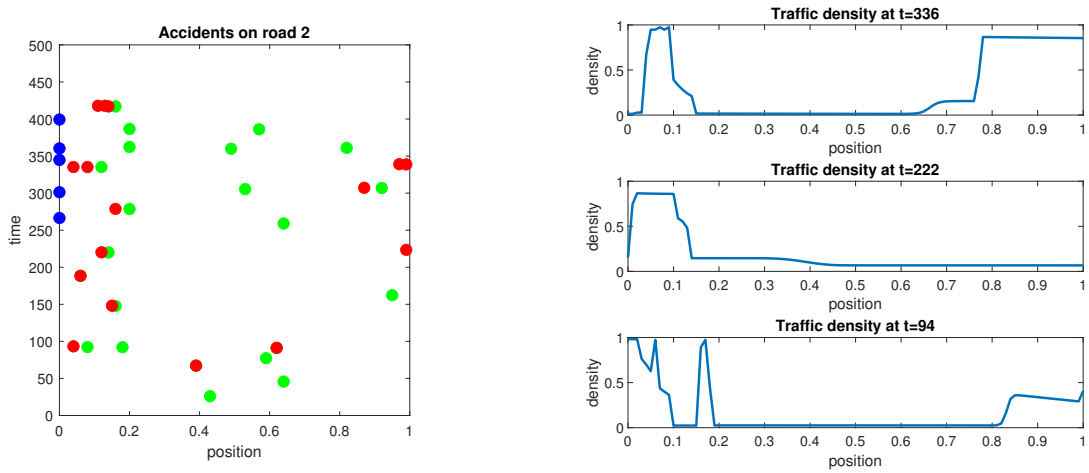 Accidents on road 2
500
450
400
350
300
250
200
150
100
50
0
time
0 0.2 0.4 0.6 0.8 1
position
Traffic density at t=336
1
0.5
0
density
0 0.1 0.2 0.3 0.4 0.5 0.6 0.7 0.8 0.9 1
position
Traffic density at t=222
1
0.5
0
density
0 0.1 0.2 0.3 0.4 0.5 0.6 0.7 0.8 0.9 1
position
Traffic density at t=94
1
0.5
0
density
0 0.1 0.2 0.3 0.4 0.5 0.6 0.7 0.8 0.9 1
position